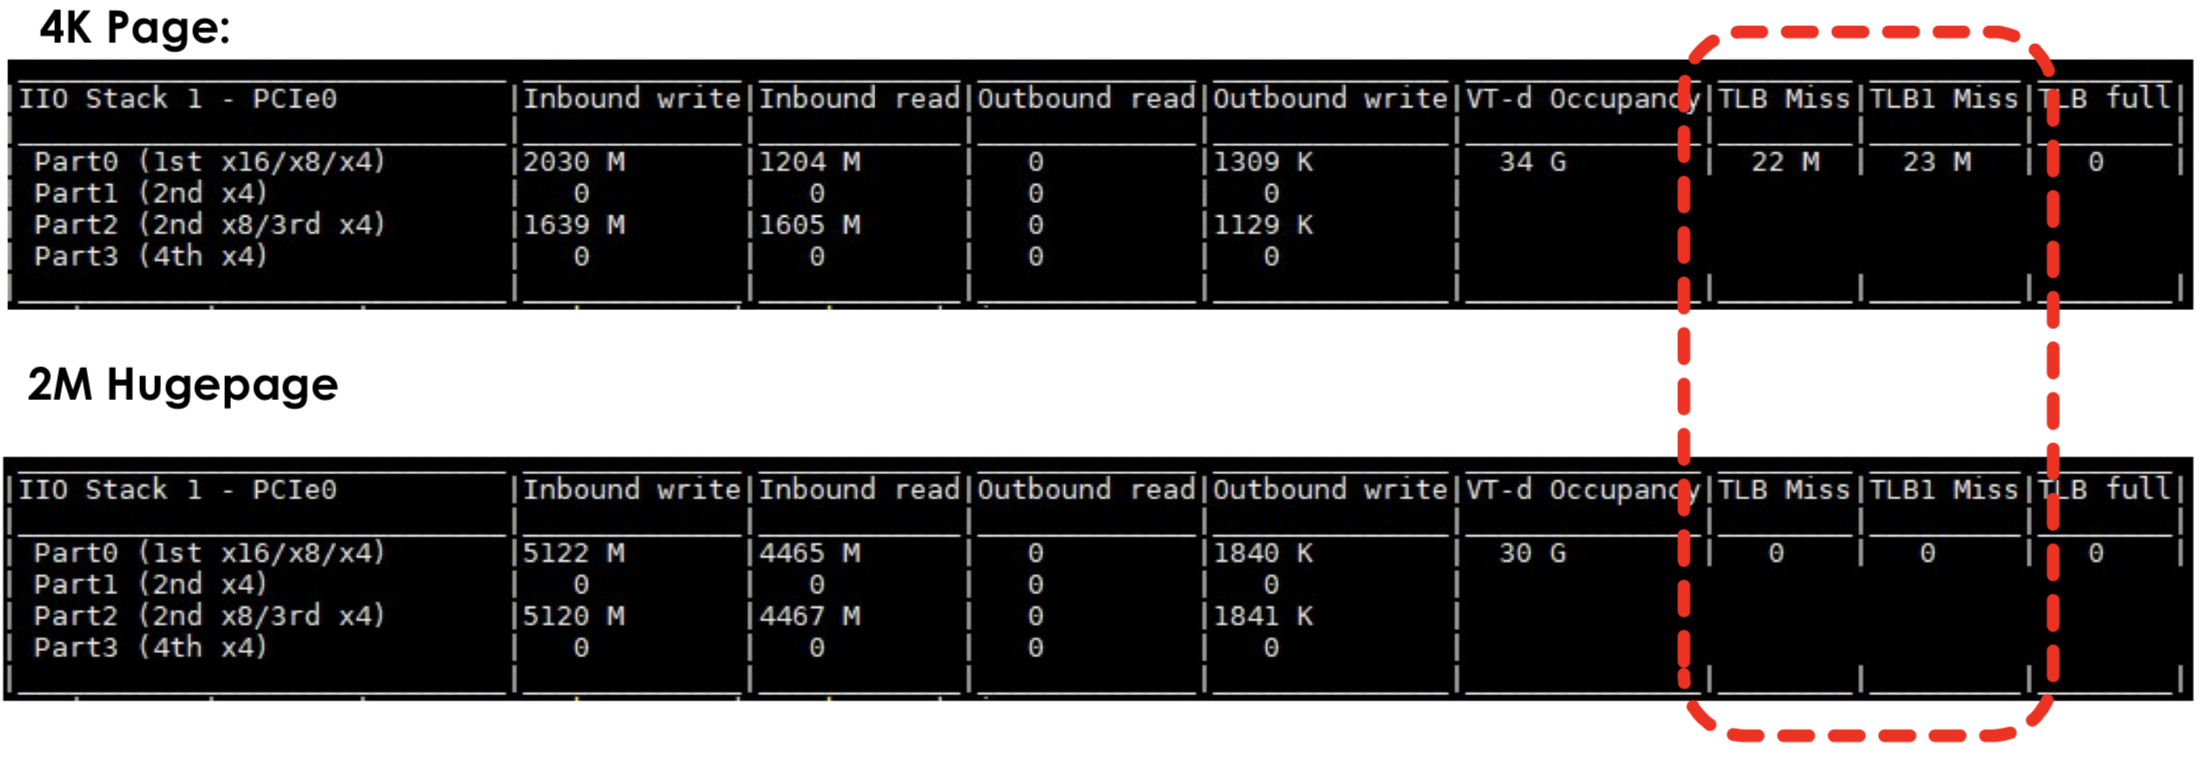 4K Page:
IIO Stack 1 - PCIe0 |Inbound write|Inbound read|Outbound read|Outbound write|VT-d Occupancy|TLB Miss|TLB1 Miss|TLB full|
Part0 (1st x16/x8/x4) |2030 M |1204 M | 0 |1309 K | 34 G | 22 M | 23 M | 0 |
Part1 (2nd x4) | 0 | 0 | 0 | 0 |
Part2 (2nd x8/3rd x4) |1639 M |1605 M | 0 |1129 K |
Part3 (4th x4) | 0 | 0 | 0 | 0 |
2M Hugepage
IIO Stack 1 - PCIe0 |Inbound write|Inbound read|Outbound read|Outbound write|VT-d Occupancy|TLB Miss|TLB1 Miss|TLB full|
Part0 (1st x16/x8/x4) |5122 M |4465 M | 0 |1840 K | 30 G | 0 | 0 | 0 |
Part1 (2nd x4) | 0 | 0 | 0 | 0 |
Part2 (2nd x8/3rd x4) |5120 M |4467 M | 0 |1841 K |
Part3 (4th x4) | 0 | 0 | 0 | 0 |